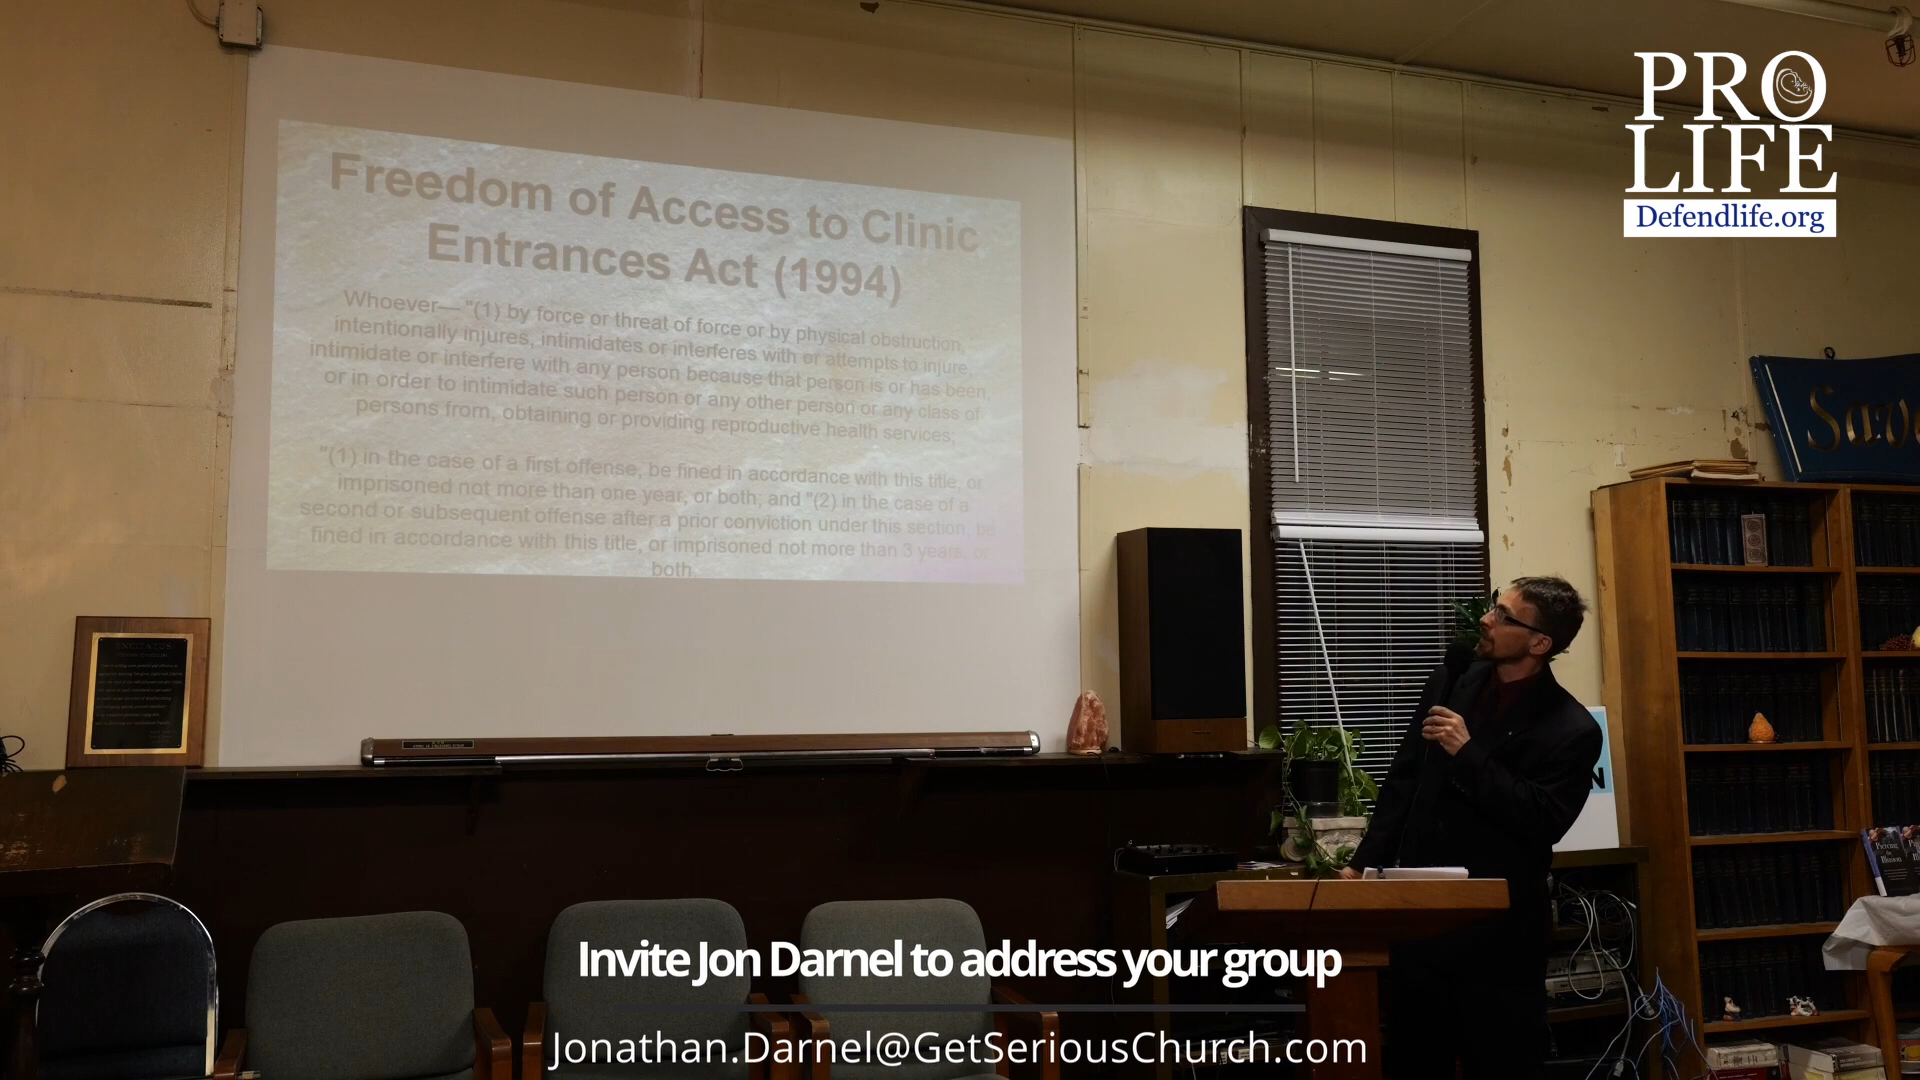 PRO
LIFE
Defendlife.org
Freedom of Access to Clinic
Entrances Act (1994)
Whoever— "(1) by force or threat of force or by physical obstruction,
intentionally injures, intimidates or interferes with or attempts to injure,
intimidate or interfere with any person because that person is or has been,
or in order to intimidate such person or any other person or any class of
persons from, obtaining or providing reproductive health services;
"(1) in the case of a first offense, be fined in accordance with this title, or
imprisoned not more than one year, or both; and "(2) in the case of a
second or subsequent offense after a prior conviction under this section, be
fined in accordance with this title, or imprisoned not more than 3 years, or
both.
N
Piercing
the
Illusion
Invite Jon Darnel to address your group
Jonathan.Darnel@GetSeriousChurch.com